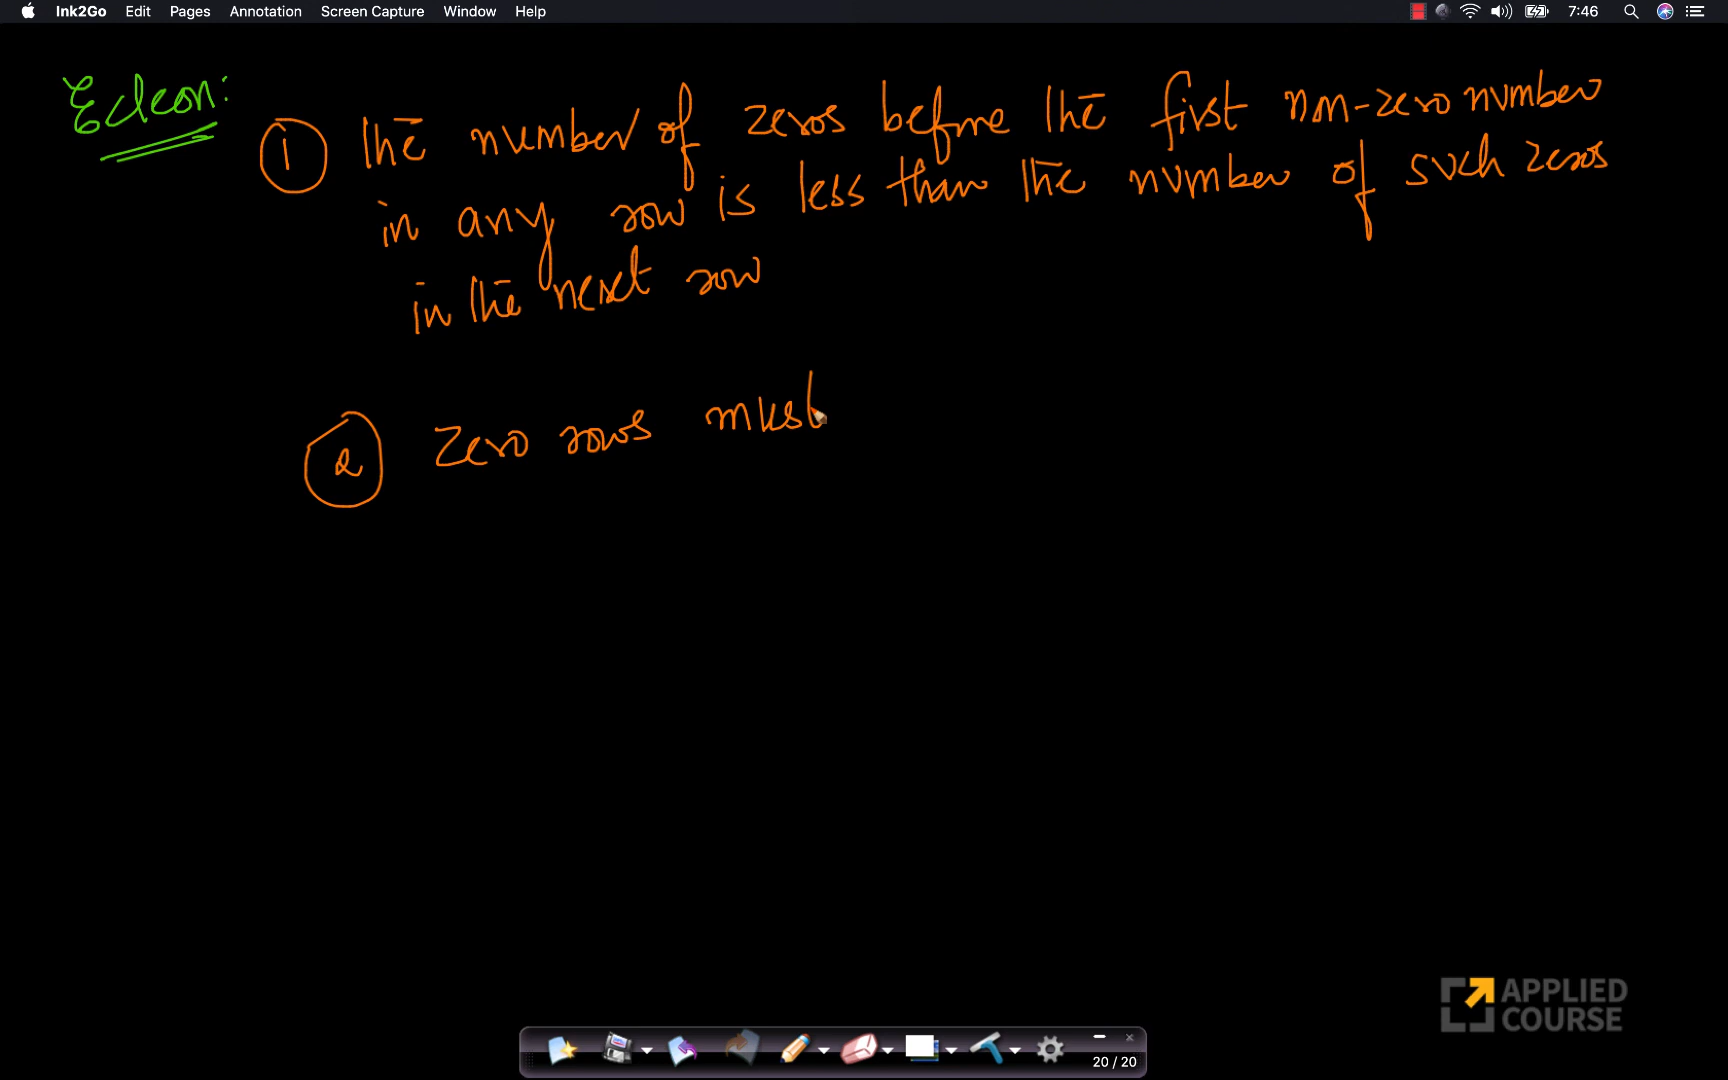 Ink2Go Edit Pages Annotation Screen Capture Window Help 7:46
Echeon:
1 The number of zeros before the first non-zero number
in any row is less than the number of such zeros
in the next row
2 Zero rows must
APPLIED
COURSE
20 / 20